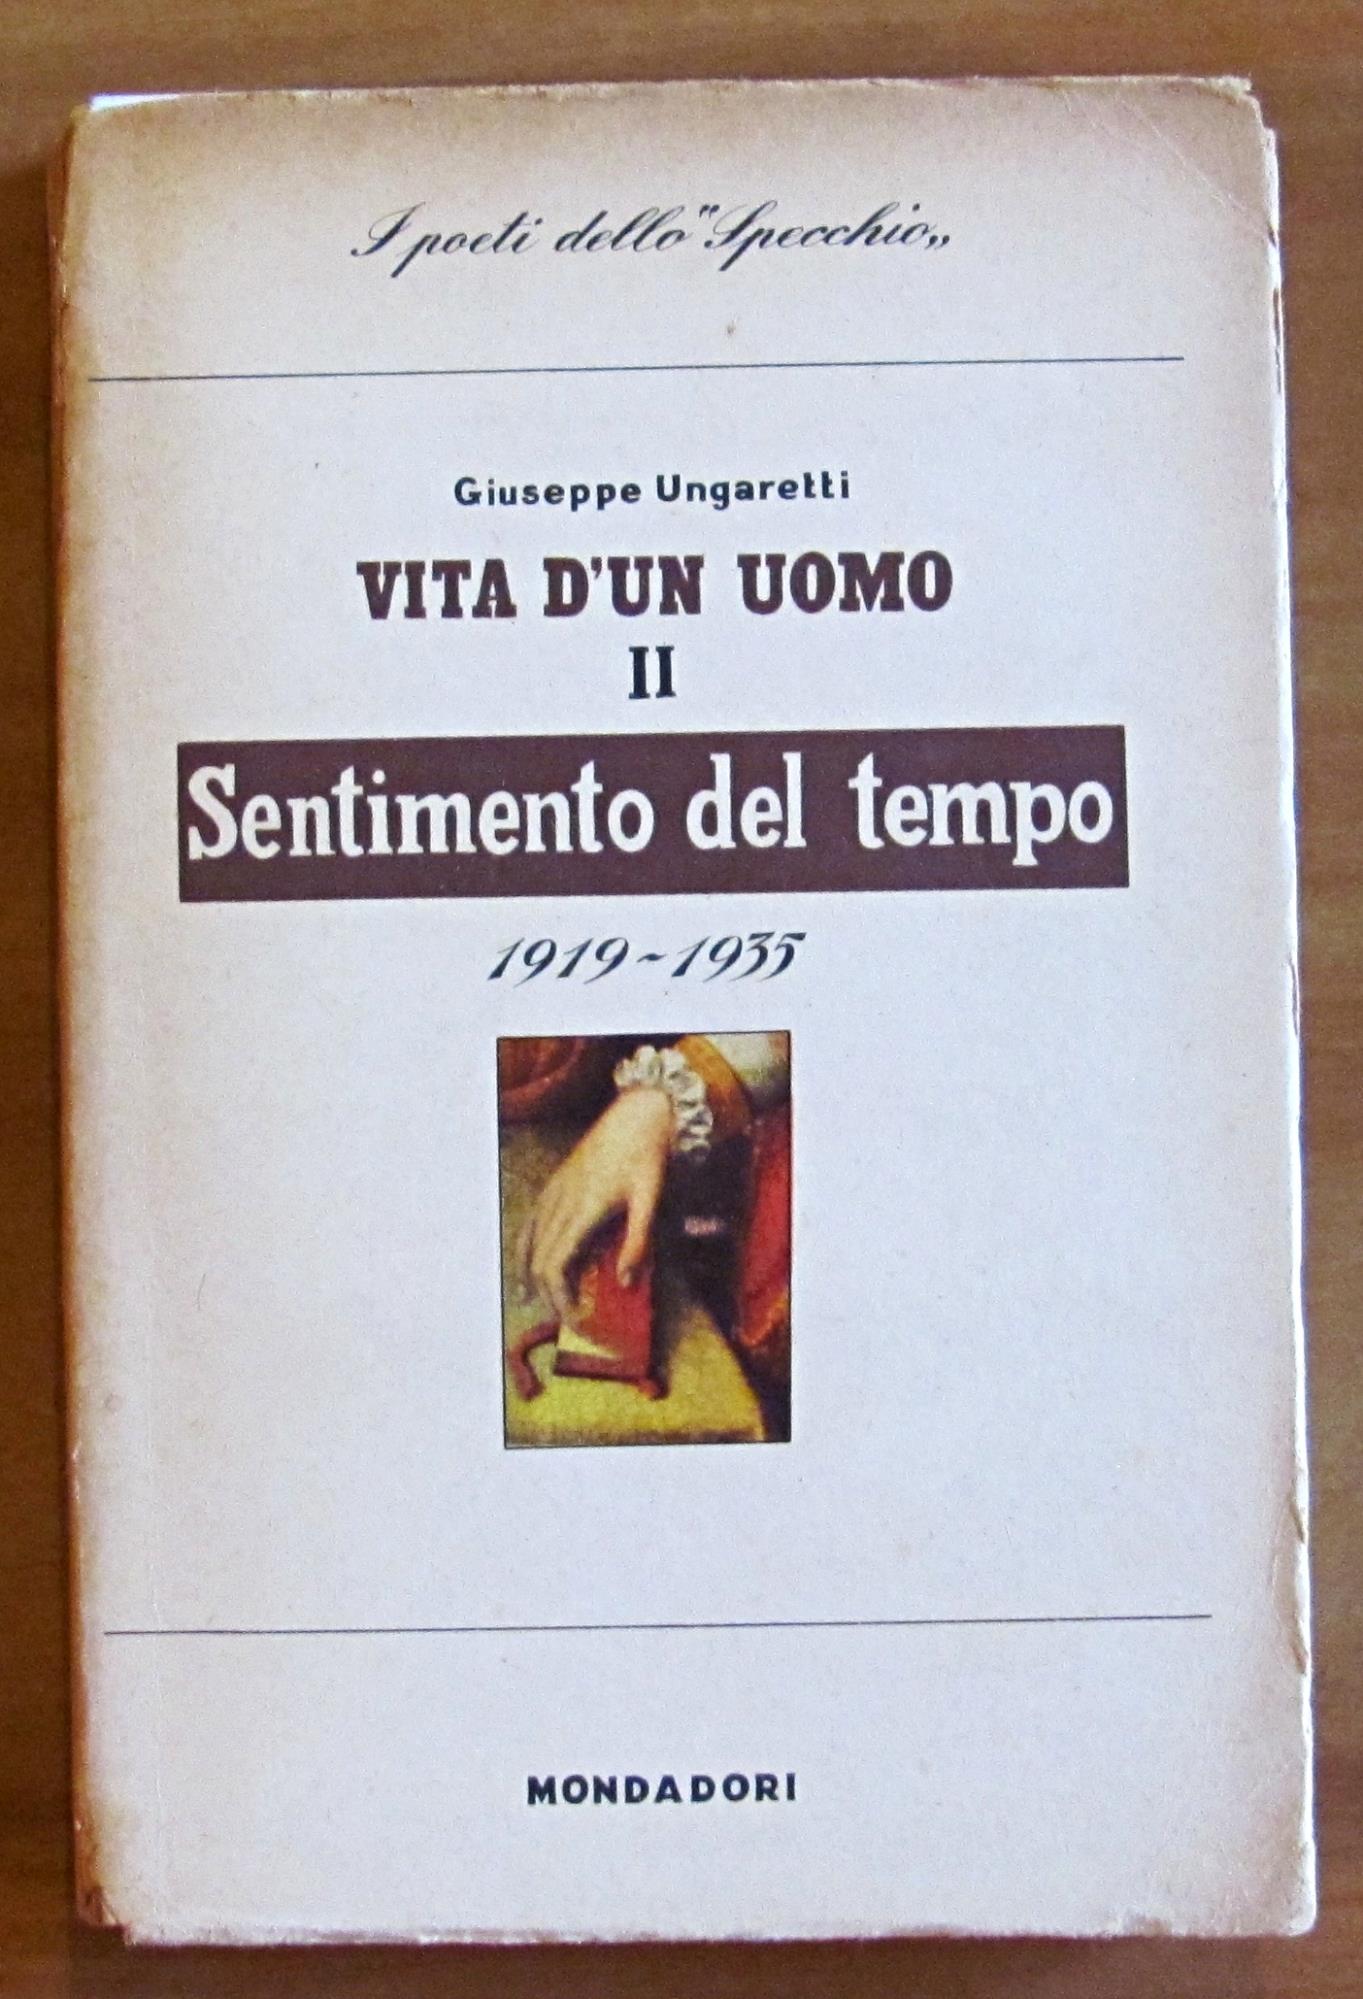 I poeti dello "Specchio„
Giuseppe Ungaretti
VITA D'UN UOMO
II
Sentimento del tempo
1919~1935
MONDADORI